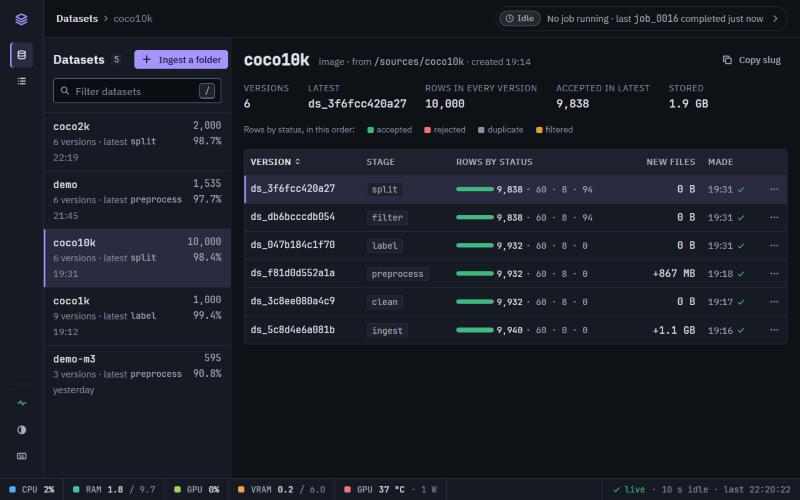 Datasets > coco10k
Idle No job running · last job_0016 completed just now
Datasets 5
+ Ingest a folder
Filter datasets /
coco2k 2,000
6 versions · latest split 98.7%
22:19
demo 1,535
6 versions · latest preprocess 97.7%
21:45
coco10k 10,000
6 versions · latest split 98.4%
19:31
coco1k 1,000
9 versions · latest label 99.4%
19:12
demo-m3 595
3 versions · latest preprocess 90.8%
yesterday
coco10k image · from /sources/coco10k · created 19:14
Copy slug
VERSIONS LATEST ROWS IN EVERY VERSION ACCEPTED IN LATEST STORED
6 ds_3f6fcc420a27 10,000 9,838 1.9 GB
Rows by status, in this order: accepted rejected duplicate filtered
VERSION STAGE ROWS BY STATUS NEW FILES MADE
ds_3f6fcc420a27 split 9,838 · 60 · 8 · 94 0 B 19:31 ✓ ···
ds_db6bcccdb054 filter 9,838 · 60 · 8 · 94 0 B 19:31 ✓ ···
ds_047b184c1f70 label 9,932 · 60 · 8 · 0 0 B 19:31 ✓ ···
ds_f81d0d552a1a preprocess 9,932 · 60 · 8 · 0 +867 MB 19:18 ✓ ···
ds_3c8ee080a4c9 clean 9,932 · 60 · 8 · 0 0 B 19:17 ✓ ···
ds_5c8d4e6a081b ingest 9,940 · 60 · 0 · 0 +1.1 GB 19:16 ✓ ···
CPU 2% RAM 1.8 / 9.7 GPU 0% VRAM 0.2 / 6.0 GPU 37 °C · 1 W
✓ live · 10 s idle · last 22:20:22